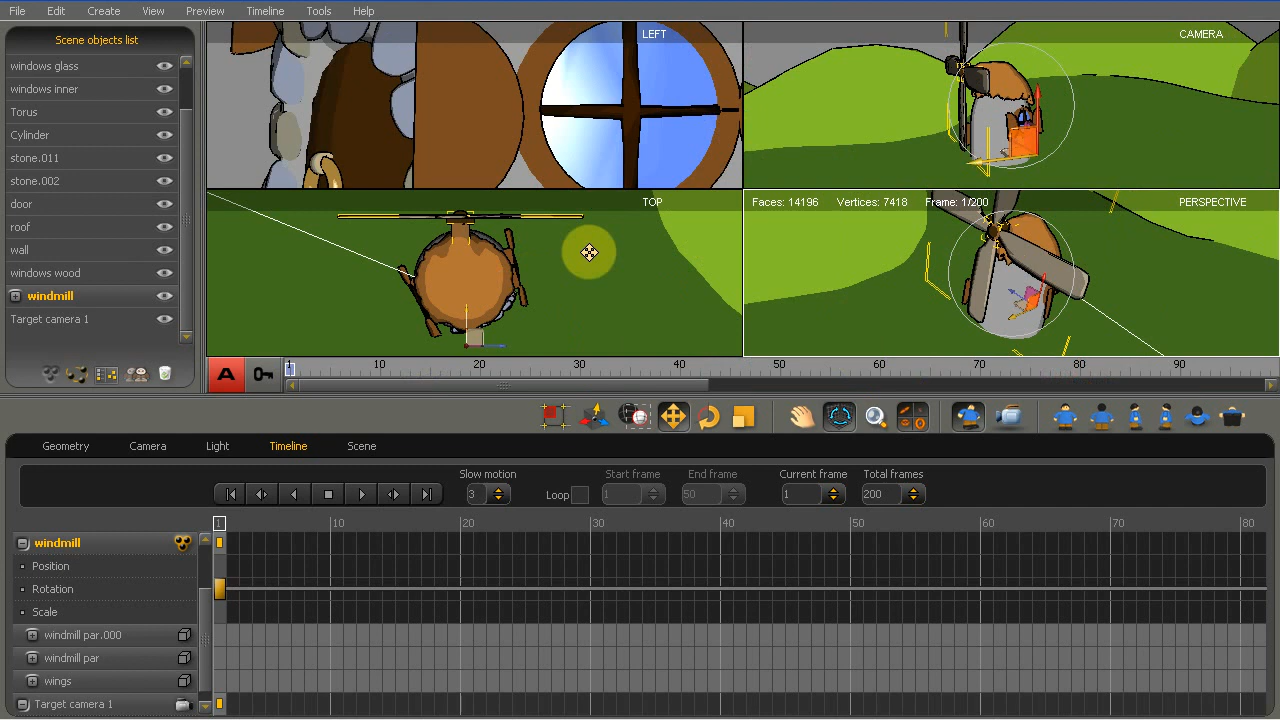 File Edit Create View Preview Timeline Tools Help
Scene objects list
windows glass
windows inner
Torus
Cylinder
stone.011
stone.002
door
roof
wall
windows wood
windmill
Target camera 1
LEFT
CAMERA
TOP
Faces: 14196 Vertices: 7418 Frame: 1/200 PERSPECTIVE
A 1 10 20 30 40 50 60 70 80 90
Geometry Camera Light Timeline Scene
Slow motion Start frame End frame Current frame Total frames
3 Loop 1 50 1 200
1 10 20 30 40 50 60 70 80
windmill
Position
Rotation
Scale
windmill par.000
windmill par
wings
Target camera 1